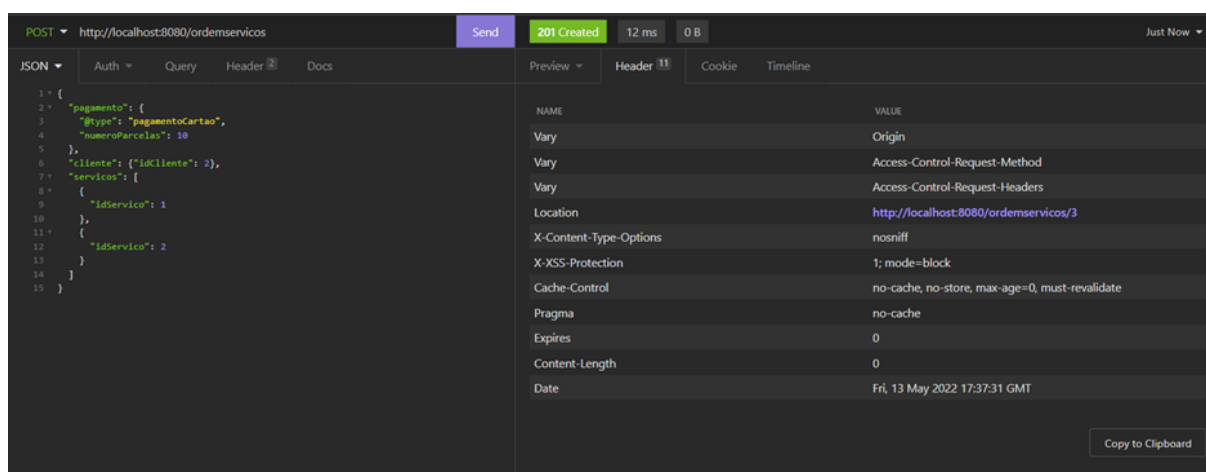 POST http://localhost:8080/ordemservicos Send 201 Created 12 ms 0 B Just Now
JSON Auth Query Header 2 Docs
Preview Header 11 Cookie Timeline
1 {
2 "pagamento": {
3 "@type": "pagamentoCartao",
4 "numeroParcelas": 10
5 },
6 "cliente": {"idCliente": 2},
7 "servicos": [
8 {
9 "idServico": 1
10 },
11 {
12 "idServico": 2
13 }
14 ]
15 }
NAME VALUE
Vary Origin
Vary Access-Control-Request-Method
Vary Access-Control-Request-Headers
Location http://localhost:8080/ordemservicos/3
X-Content-Type-Options nosniff
X-XSS-Protection 1; mode=block
Cache-Control no-cache, no-store, max-age=0, must-revalidate
Pragma no-cache
Expires 0
Content-Length 0
Date Fri, 13 May 2022 17:37:31 GMT
Copy to Clipboard